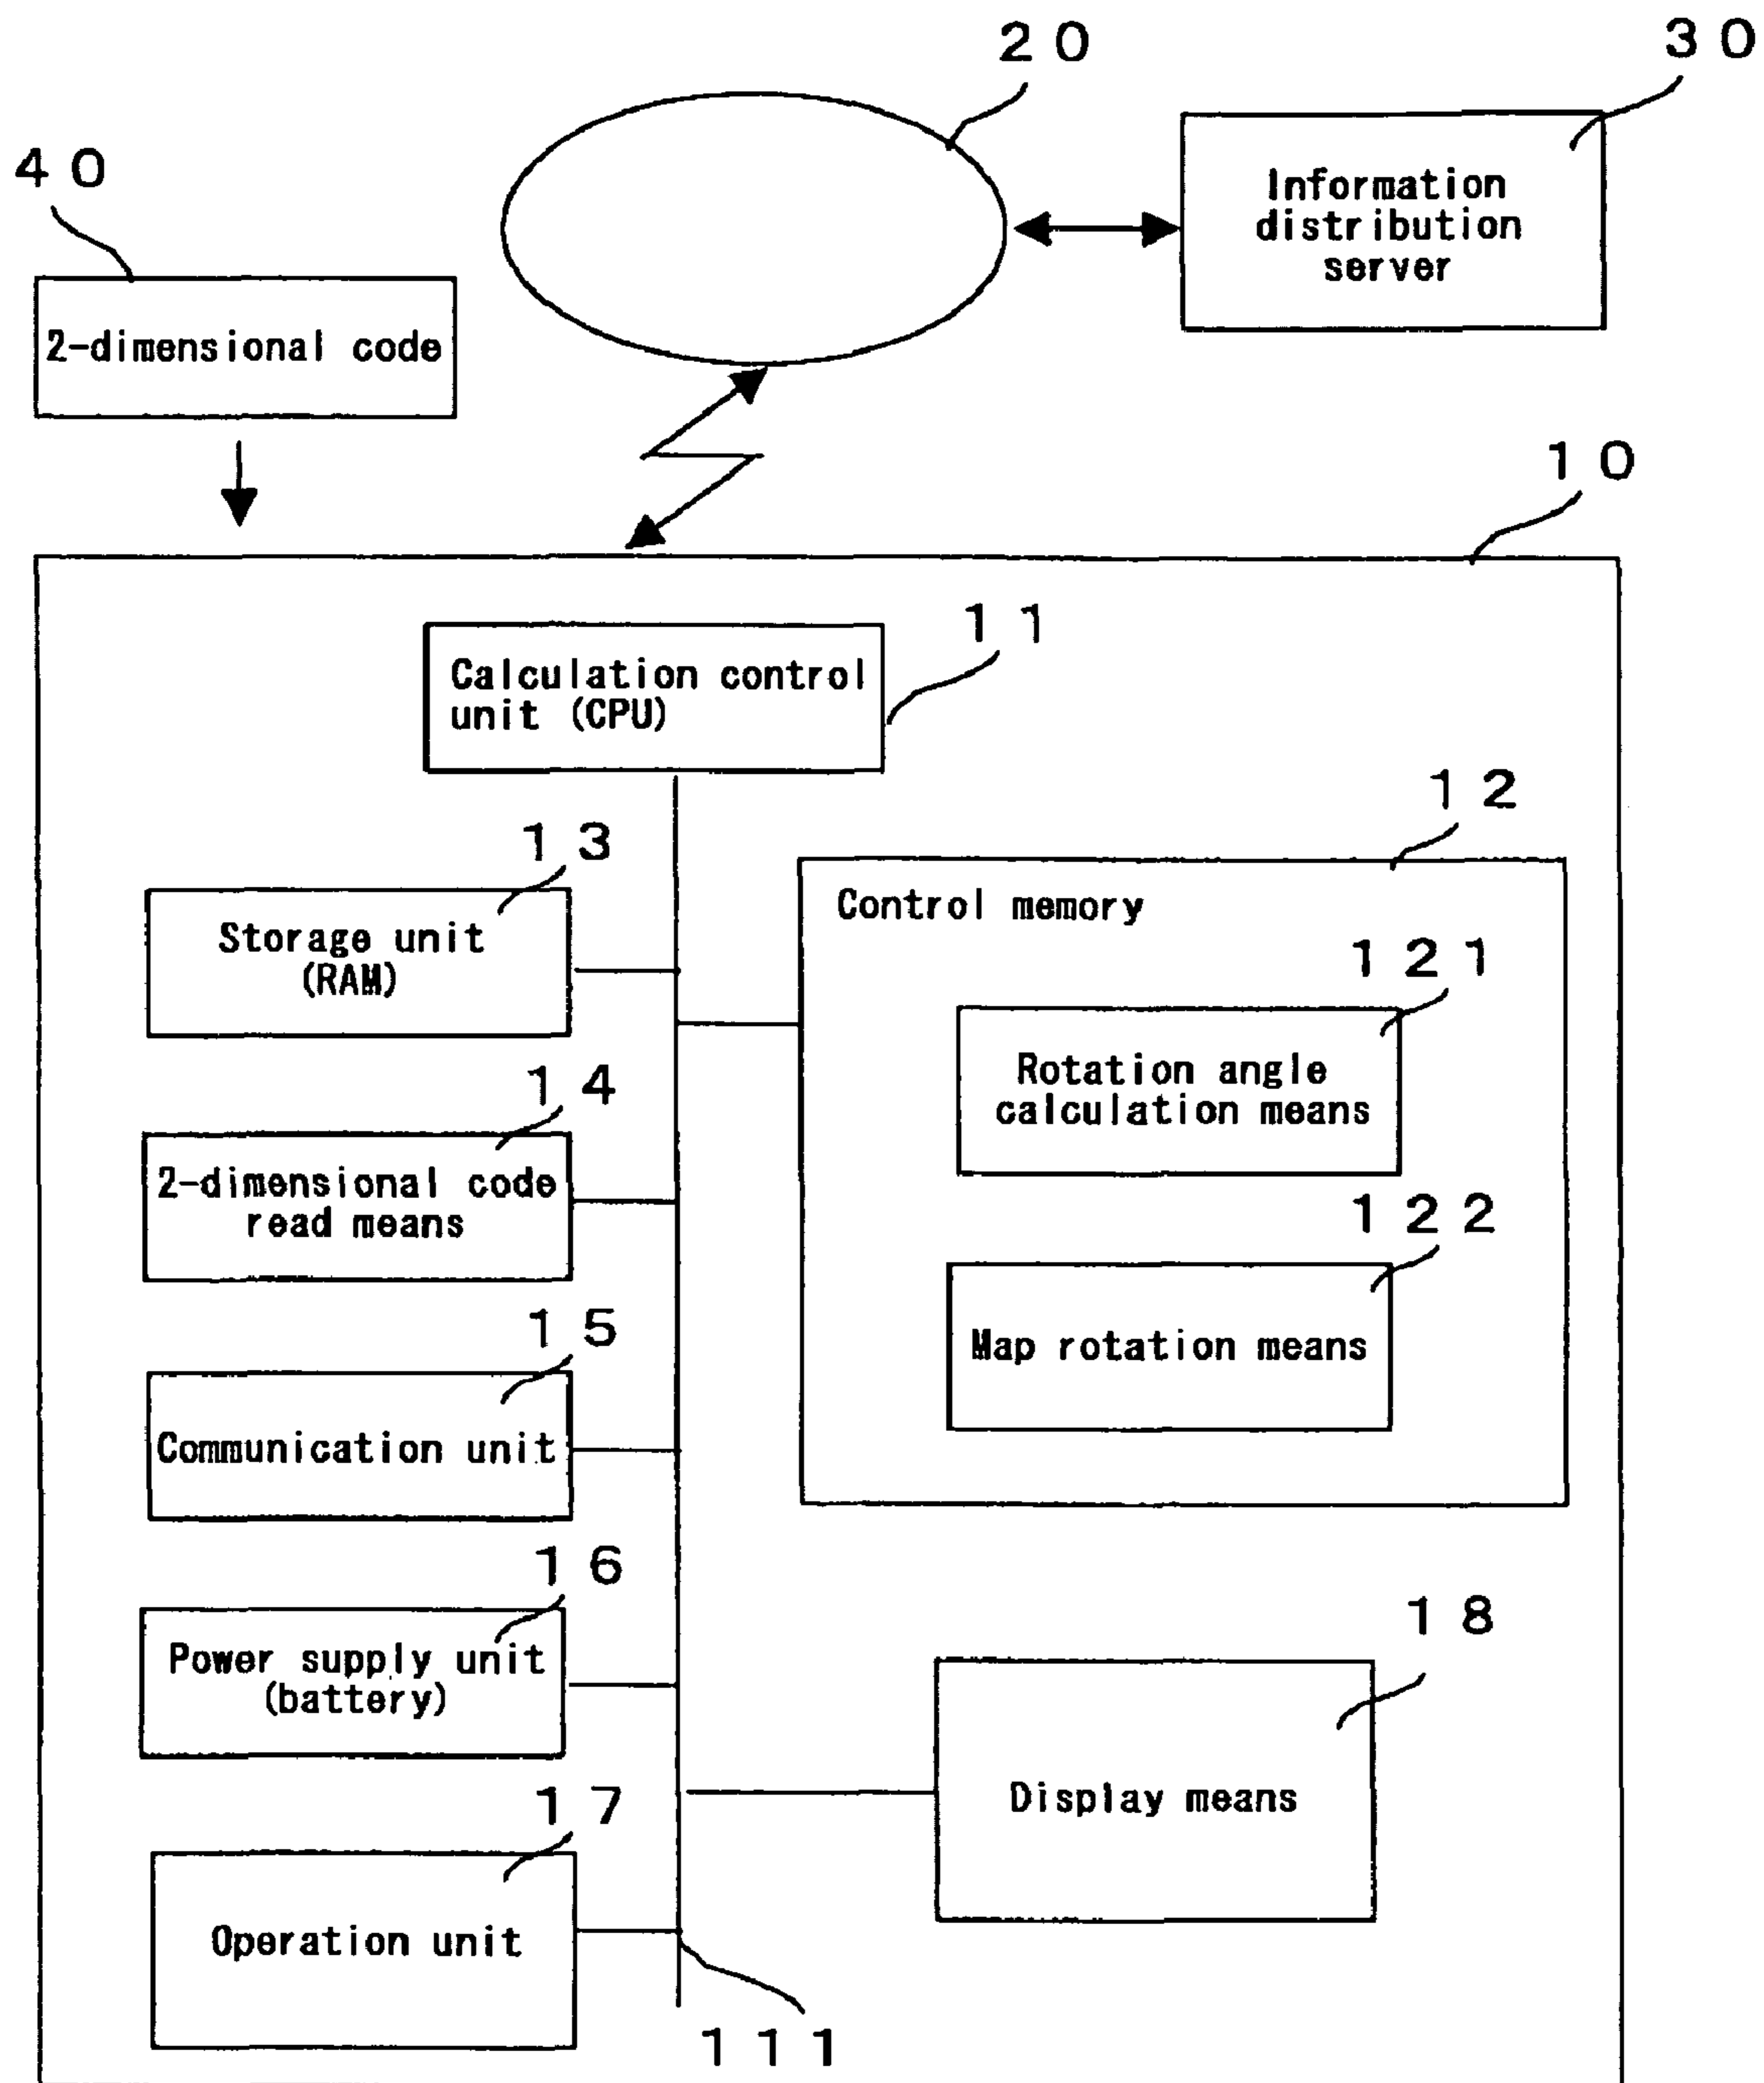 20
30
40
Information
distribution
server
2-dimensional code
10
11
Calculation control
unit (CPU)
12
13
Control memory
Storage unit
(RAM)
121
Rotation angle
calculation means
14
2-dimensional code
read means
122
Map rotation means
15
Communication unit
16
Power supply unit
(battery)
18
Display means
17
Operation unit
111